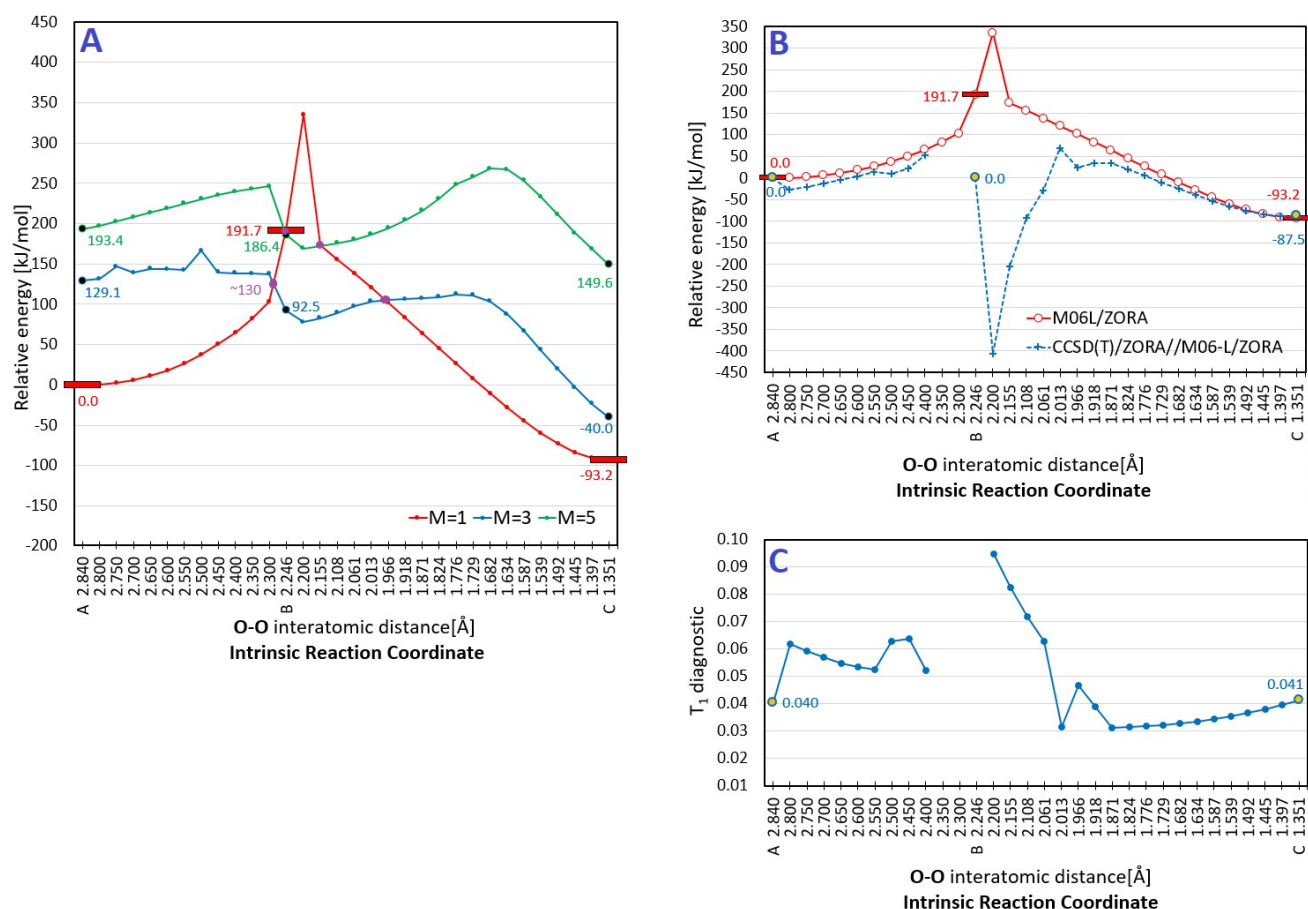 A
450
400
350
300
250
200
150
100
50
0
-50
-100
-150
-200
Relative energy [kJ/mol]
193.4
129.1
0.0
191.7
186.4
~130
92.5
149.6
-40.0
-93.2
M=1 M=3 M=5
2.840 2.800 2.750 2.700 2.650 2.600 2.550 2.500 2.450 2.400 2.350 2.300 2.246 2.200 2.155 2.108 2.061 2.013 1.966 1.918 1.871 1.824 1.776 1.729 1.682 1.634 1.587 1.539 1.492 1.445 1.397 1.351
A B C
O-O interatomic distance[Å]
Intrinsic Reaction Coordinate
B
350
300
250
200
150
100
50
0
-50
-100
-150
-200
-250
-300
-350
-400
-450
Relative energy [kJ/mol]
191.7
0.0
0.0
0.0
-93.2
-87.5
M06L/ZORA
CCSD(T)/ZORA//M06-L/ZORA
2.840 2.800 2.750 2.700 2.650 2.600 2.550 2.500 2.450 2.400 2.350 2.300 2.246 2.200 2.155 2.108 2.061 2.013 1.966 1.918 1.871 1.824 1.776 1.729 1.682 1.634 1.587 1.539 1.492 1.445 1.397 1.351
A B C
O-O interatomic distance[Å]
Intrinsic Reaction Coordinate
C
0.10
0.09
0.08
0.07
0.06
0.05
0.04
0.03
0.02
0.01
T1 diagnostic
0.040
0.041
2.840 2.800 2.750 2.700 2.650 2.600 2.550 2.500 2.450 2.400 2.350 2.300 2.246 2.200 2.155 2.108 2.061 2.013 1.966 1.918 1.871 1.824 1.776 1.729 1.682 1.634 1.587 1.539 1.492 1.445 1.397 1.351
A B C
O-O interatomic distance[Å]
Intrinsic Reaction Coordinate